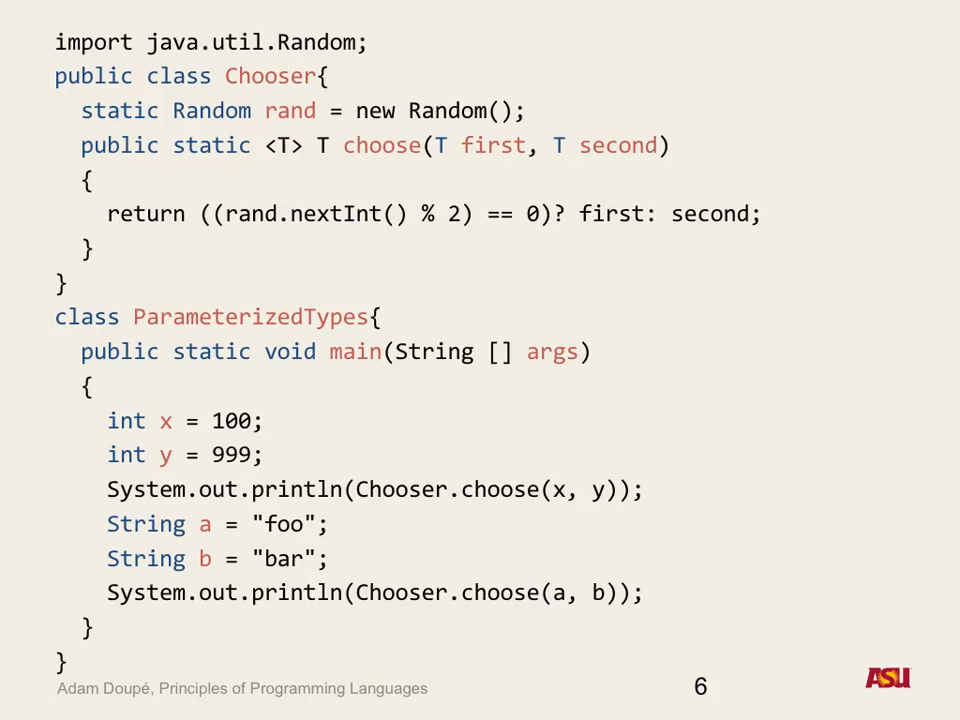 import java.util.Random;
public class Chooser{
static Random rand = new Random();
public static <T> T choose(T first, T second)
{
return ((rand.nextInt() % 2) == 0)? first: second;
}
}
class ParameterizedTypes{
public static void main(String [] args)
{
int x = 100;
int y = 999;
System.out.println(Chooser.choose(x, y));
String a = "foo";
String b = "bar";
System.out.println(Chooser.choose(a, b));
}
}
Adam Doupé, Principles of Programming Languages
6
ASU